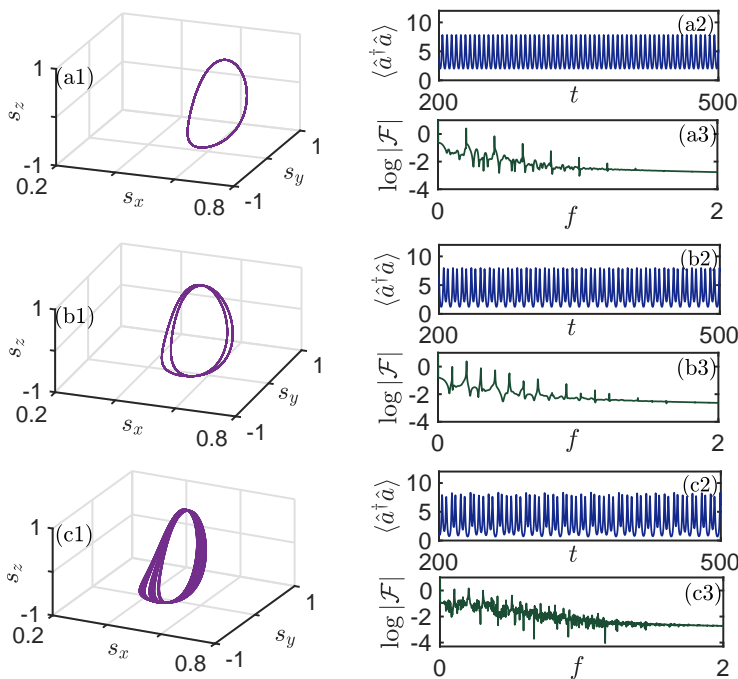 (a1)
1
s_z
-1
0.2
s_x
0.8
-1
s_y
1
(a2)
⟨â†â⟩
10
5
0
200
t
500
(a3)
log |ℱ|
0
-2
-4
0
f
2
(b1)
1
s_z
-1
0.2
s_x
0.8
-1
s_y
1
(b2)
⟨â†â⟩
10
5
0
200
t
500
(b3)
log |ℱ|
0
-2
-4
0
f
2
(c1)
1
s_z
-1
0.2
s_x
0.8
-1
s_y
1
(c2)
⟨â†â⟩
10
5
0
200
t
500
(c3)
log |ℱ|
0
-2
-4
0
f
2